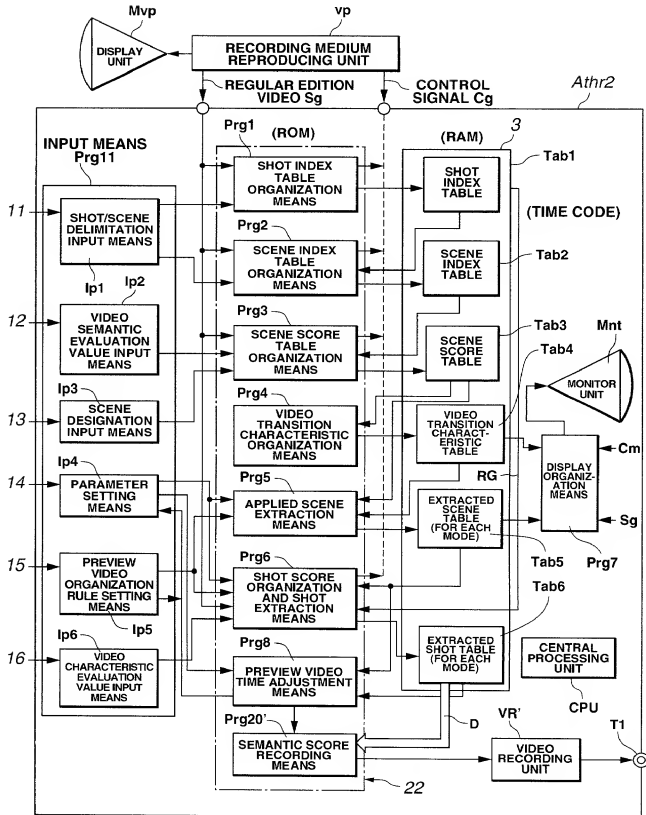 Mvp
vp
DISPLAY
UNIT
RECORDING MEDIUM
REPRODUCING UNIT
REGULAR EDITION
VIDEO Sg
CONTROL
SIGNAL Cg
Athr2
INPUT MEANS
Prg11
(ROM)
(RAM)
3
Prg1
Tab1
11
SHOT/SCENE
DELIMITATION
INPUT MEANS
Ip1
SHOT INDEX
TABLE
ORGANIZATION
MEANS
SHOT
INDEX
TABLE
(TIME CODE)
Prg2
Tab2
SCENE INDEX
TABLE
ORGANIZATION
MEANS
SCENE
INDEX
TABLE
Ip2
12
VIDEO
SEMANTIC
EVALUATION
VALUE INPUT
MEANS
Prg3
SCENE SCORE
TABLE
ORGANIZATION
MEANS
SCENE
SCORE
TABLE
Tab3
Tab4
Mnt
MONITOR
UNIT
Ip3
13
SCENE
DESIGNATION
INPUT MEANS
Prg4
VIDEO
TRANSITION
CHARACTERISTIC
ORGANIZATION
MEANS
VIDEO
TRANSITION
CHARACT-
ERISTIC
TABLE
RG
DISPLAY
ORGANIZ-
ATION
MEANS
Cm
Sg
Prg7
Ip4
14
PARAMETER
SETTING
MEANS
Prg5
APPLIED SCENE
EXTRACTION
MEANS
EXTRACTED
SCENE
TABLE
(FOR EACH
MODE)
Tab5
15
PREVIEW
VIDEO
ORGANIZATION
RULE SETTING
MEANS
Ip5
Prg6
SHOT SCORE
ORGANIZATION
AND SHOT
EXTRACTION
MEANS
Tab6
Ip6
16
VIDEO
CHARACTERISTIC
EVALUATION
VALUE INPUT
MEANS
Prg8
PREVIEW VIDEO
TIME ADJUSTMENT
MEANS
EXTRACTED
SHOT TABLE
(FOR EACH
MODE)
CENTRAL
PROCESSING
UNIT
CPU
D
Prg20'
SEMANTIC SCORE
RECORDING
MEANS
VR'
VIDEO
RECORDING
UNIT
T1
22